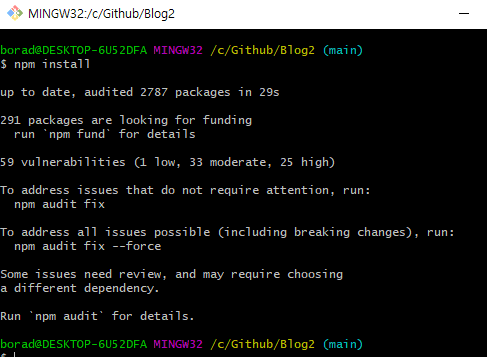 MINGW32:/c/Github/Blog2
borad@DESKTOP-6U52DFA MINGW32 /c/Github/Blog2 (main)
$ npm install
up to date, audited 2787 packages in 29s
291 packages are looking for funding
run `npm fund` for details
59 vulnerabilities (1 low, 33 moderate, 25 high)
To address issues that do not require attention, run:
npm audit fix
To address all issues possible (including breaking changes), run:
npm audit fix --force
Some issues need review, and may require choosing
a different dependency.
Run `npm audit` for details.
borad@DESKTOP-6U52DFA MINGW32 /c/Github/Blog2 (main)
$